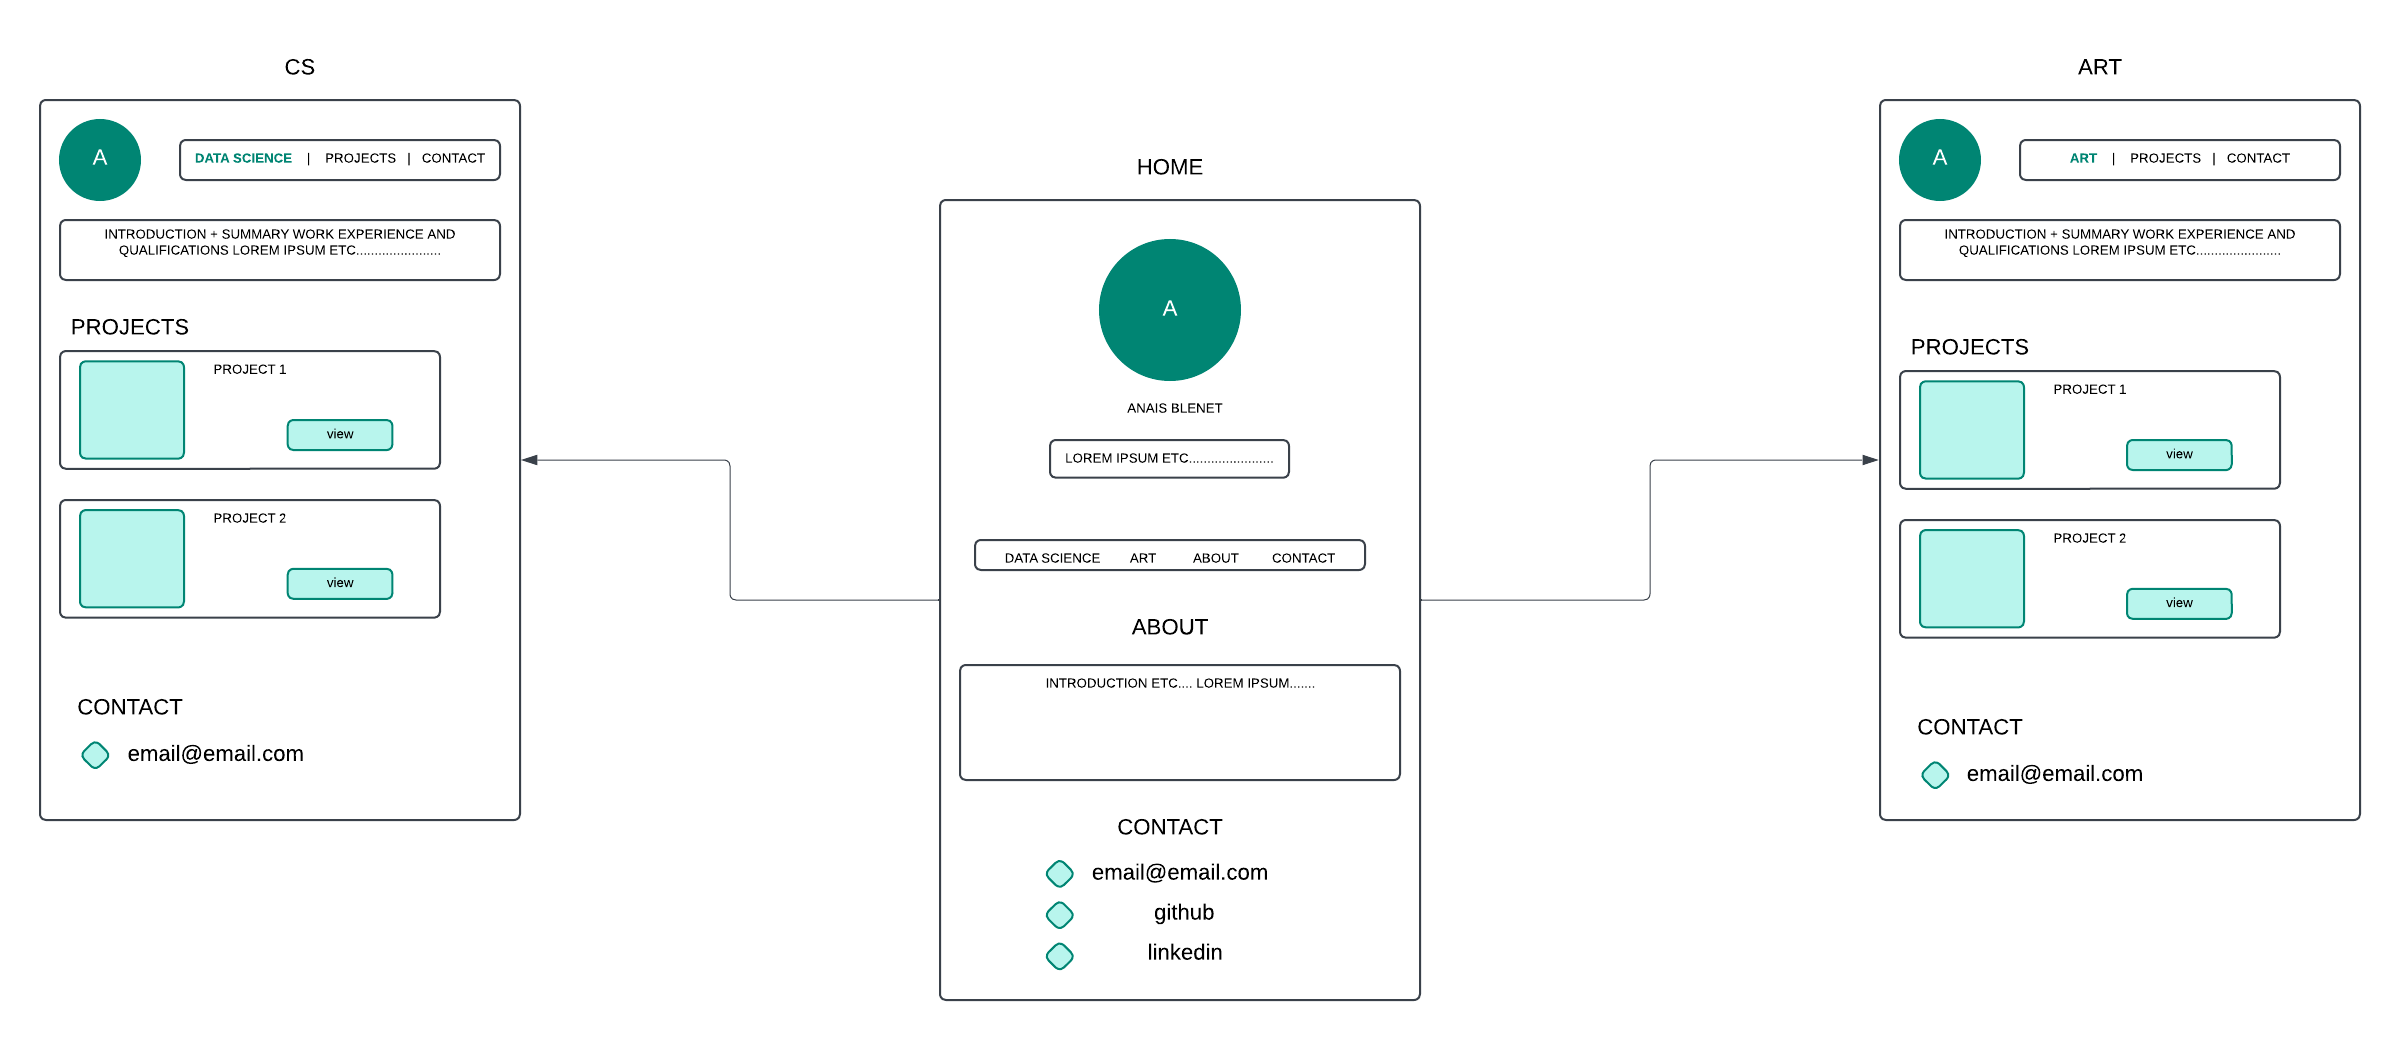 CS
A
DATA SCIENCE | PROJECTS | CONTACT
INTRODUCTION + SUMMARY WORK EXPERIENCE AND
QUALIFICATIONS LOREM IPSUM ETC.......................
PROJECTS
PROJECT 1
view
PROJECT 2
view
CONTACT
email@email.com
HOME
A
ANAIS BLENET
LOREM IPSUM ETC.......................
DATA SCIENCE ART ABOUT CONTACT
ABOUT
INTRODUCTION ETC.... LOREM IPSUM.......
CONTACT
email@email.com
github
linkedin
ART
A
ART | PROJECTS | CONTACT
INTRODUCTION + SUMMARY WORK EXPERIENCE AND
QUALIFICATIONS LOREM IPSUM ETC.......................
PROJECTS
PROJECT 1
view
PROJECT 2
view
CONTACT
email@email.com